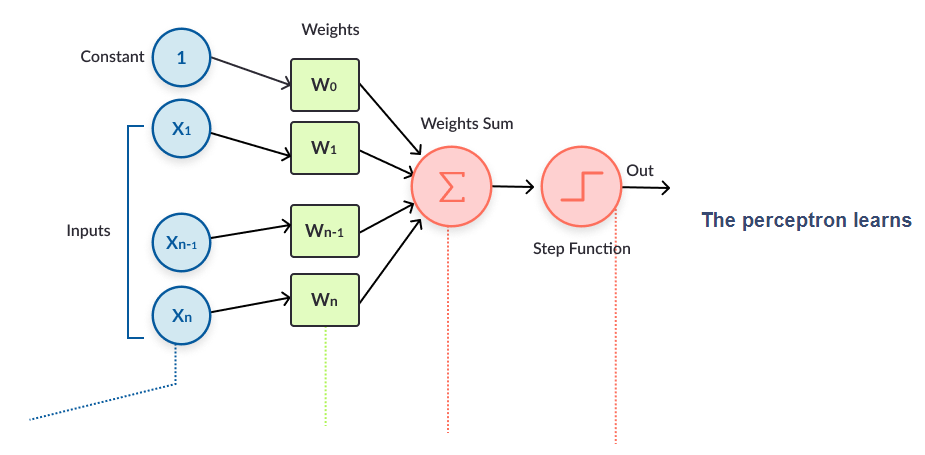 Weights
Constant
1
W0
X1
W1
Weights Sum
Σ
Out
Inputs
Xn-1
Wn-1
The perceptron learns
Step Function
Xn
Wn